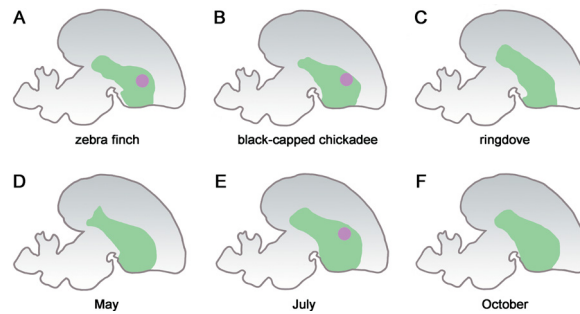 A B C
zebra finch black-capped chickadee ringdove
D E F
May July October